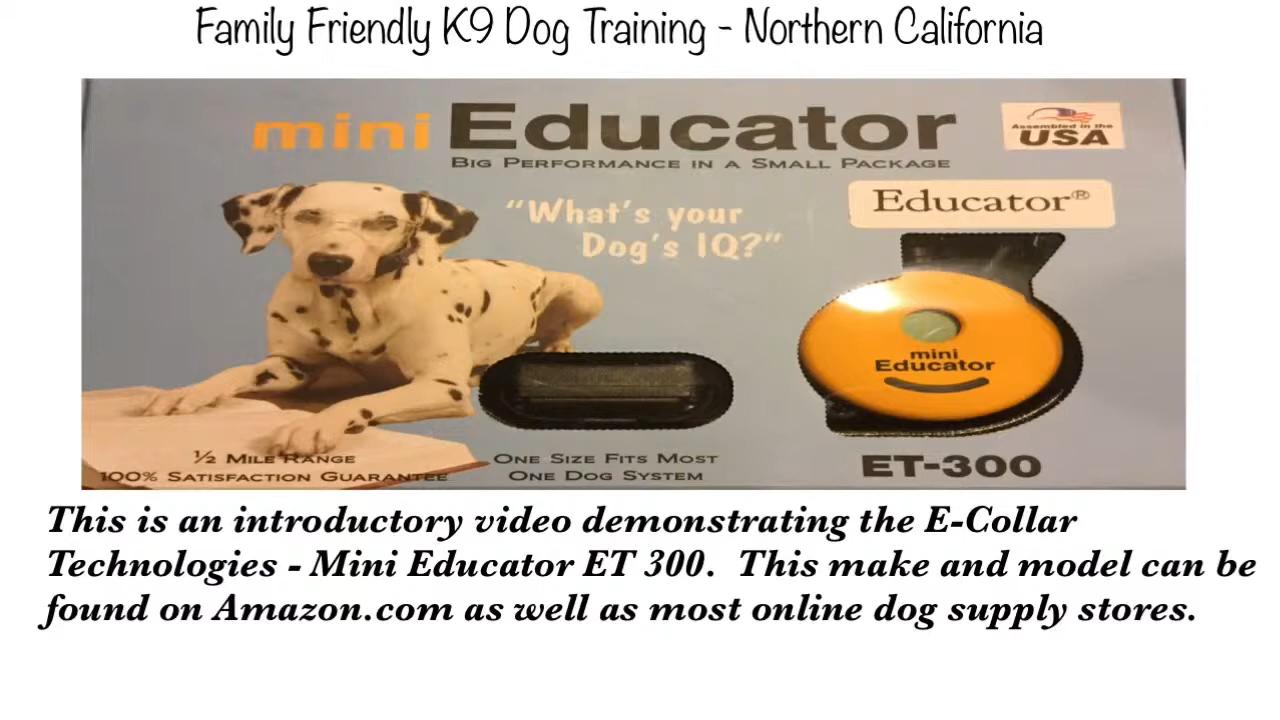 Family Friendly K9 Dog Training - Northern California
mini Educator
BIG PERFORMANCE IN A SMALL PACKAGE
Assembled in the
USA
"What's your
Dog's IQ?"
Educator®
mini
Educator
½ MILE RANGE
100% SATISFACTION GUARANTEE
ONE SIZE FITS MOST
ONE DOG SYSTEM
ET-300
This is an introductory video demonstrating the E-Collar
Technologies - Mini Educator ET 300. This make and model can be
found on Amazon.com as well as most online dog supply stores.